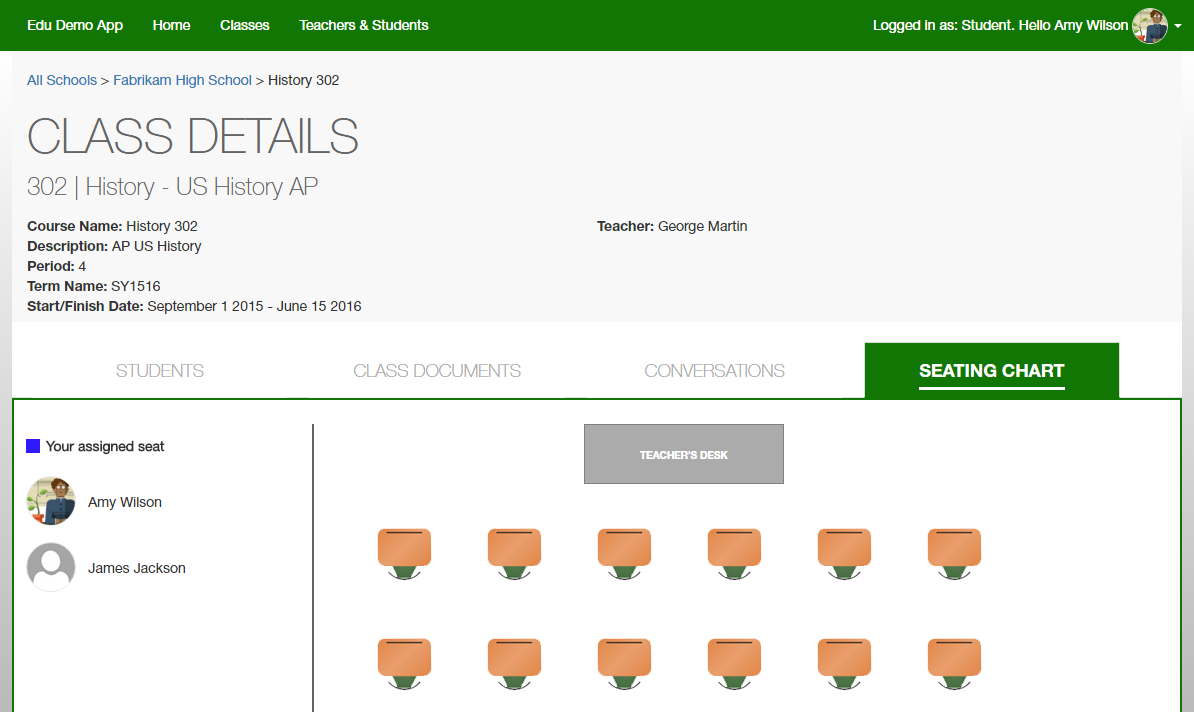 Edu Demo App Home Classes Teachers & Students Logged in as: Student. Hello Amy Wilson
All Schools > Fabrikam High School > History 302
CLASS DETAILS
302 | History - US History AP
Course Name: History 302
Teacher: George Martin
Description: AP US History
Period: 4
Term Name: SY1516
Start/Finish Date: September 1 2015 - June 15 2016
STUDENTS CLASS DOCUMENTS CONVERSATIONS SEATING CHART
Your assigned seat
Amy Wilson
James Jackson
TEACHER'S DESK